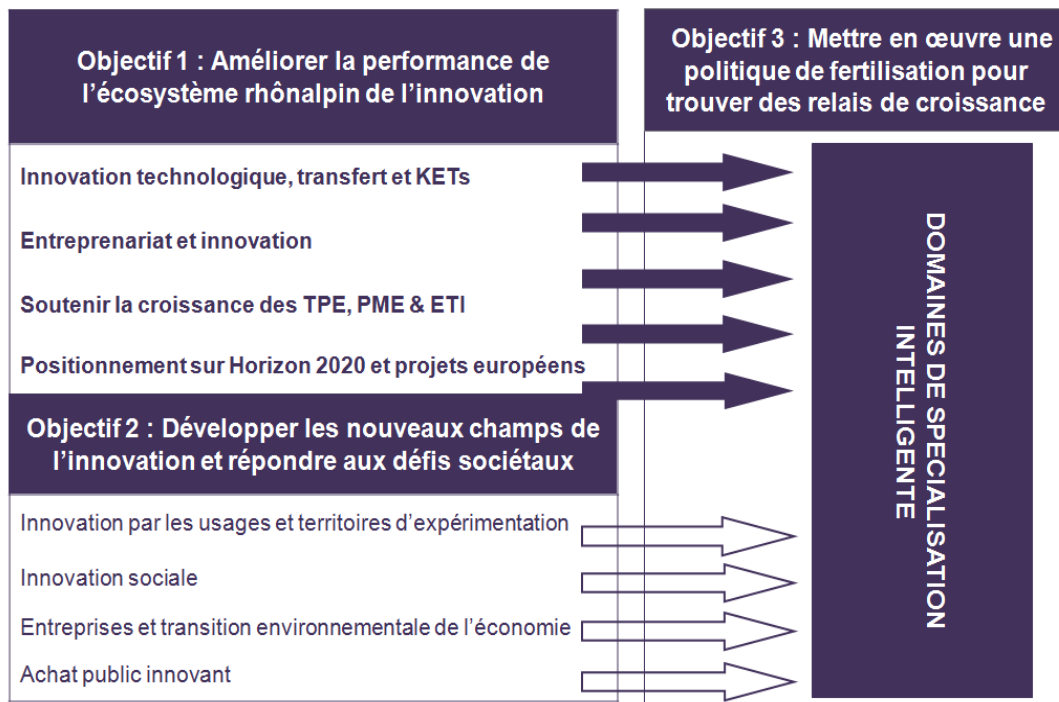 Objectif 1 : Améliorer la performance de
l’écosystème rhônalpin de l’innovation
Innovation technologique, transfert et KETs
Entreprenariat et innovation
Soutenir la croissance des TPE, PME & ETI
Positionnement sur Horizon 2020 et projets européens
Objectif 2 : Développer les nouveaux champs de
l’innovation et répondre aux défis sociétaux
Innovation par les usages et territoires d’expérimentation
Innovation sociale
Entreprises et transition environnementale de l’économie
Achat public innovant
Objectif 3 : Mettre en œuvre une
politique de fertilisation pour
trouver des relais de croissance
DOMAINES DE SPECIALISATION
INTELLIGENTE